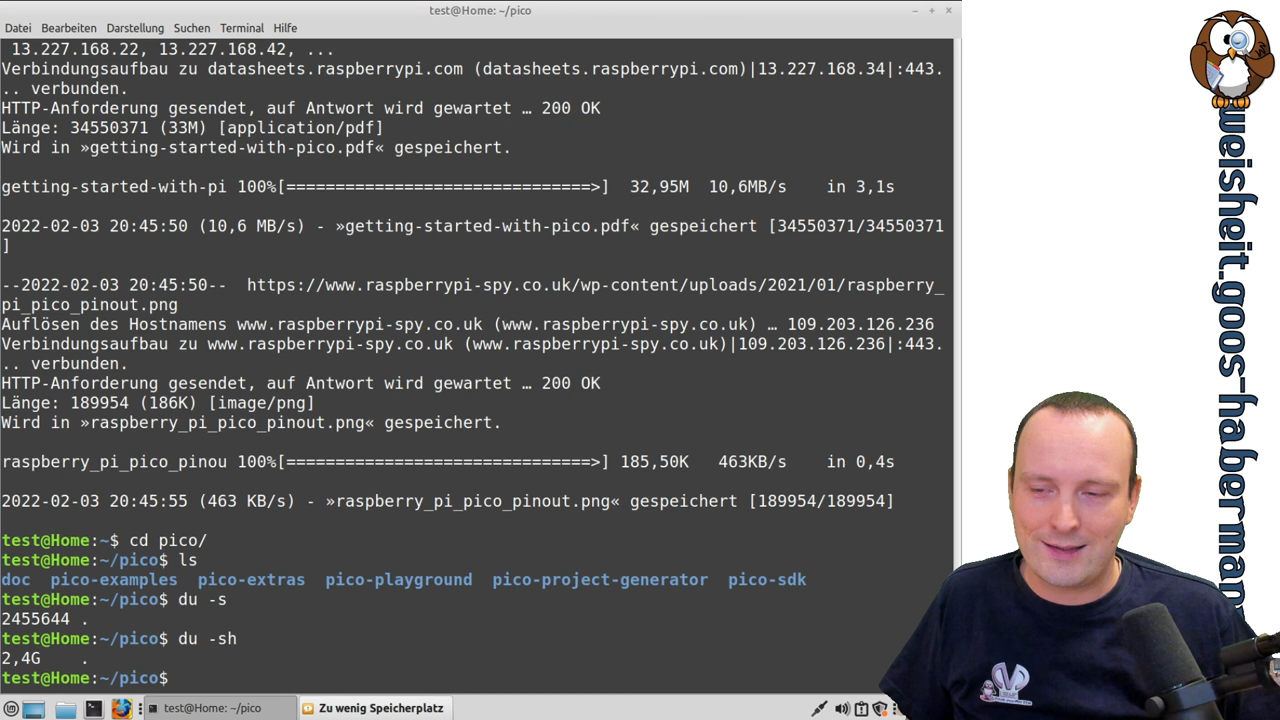 test@Home: ~/pico
Datei Bearbeiten Darstellung Suchen Terminal Hilfe
13.227.168.22, 13.227.168.42, ...
Verbindungsaufbau zu datasheets.raspberrypi.com (datasheets.raspberrypi.com)|13.227.168.34|:443.
.. verbunden.
HTTP-Anforderung gesendet, auf Antwort wird gewartet … 200 OK
Länge: 34550371 (33M) [application/pdf]
Wird in »getting-started-with-pico.pdf« gespeichert.
getting-started-with-pi 100%[===============================>] 32,95M 10,6MB/s in 3,1s
2022-02-03 20:45:50 (10,6 MB/s) - »getting-started-with-pico.pdf« gespeichert [34550371/34550371
]
--2022-02-03 20:45:50-- https://www.raspberrypi-spy.co.uk/wp-content/uploads/2021/01/raspberry_
pi_pico_pinout.png
Auflösen des Hostnamens www.raspberrypi-spy.co.uk (www.raspberrypi-spy.co.uk) … 109.203.126.236
Verbindungsaufbau zu www.raspberrypi-spy.co.uk (www.raspberrypi-spy.co.uk)|109.203.126.236|:443.
.. verbunden.
HTTP-Anforderung gesendet, auf Antwort wird gewartet … 200 OK
Länge: 189954 (186K) [image/png]
Wird in »raspberry_pi_pico_pinout.png« gespeichert.
raspberry_pi_pico_pinou 100%[===============================>] 185,50K 463KB/s in 0,4s
2022-02-03 20:45:55 (463 KB/s) - »raspberry_pi_pico_pinout.png« gespeichert [189954/189954]
test@Home:~$ cd pico/
test@Home:~/pico$ ls
doc pico-examples pico-extras pico-playground pico-project-generator pico-sdk
test@Home:~/pico$ du -s
2455644 .
test@Home:~/pico$ du -sh
2,4G .
test@Home:~/pico$
test@Home: ~/pico
Zu wenig Speicherplatz
weisheit.goos-haberman